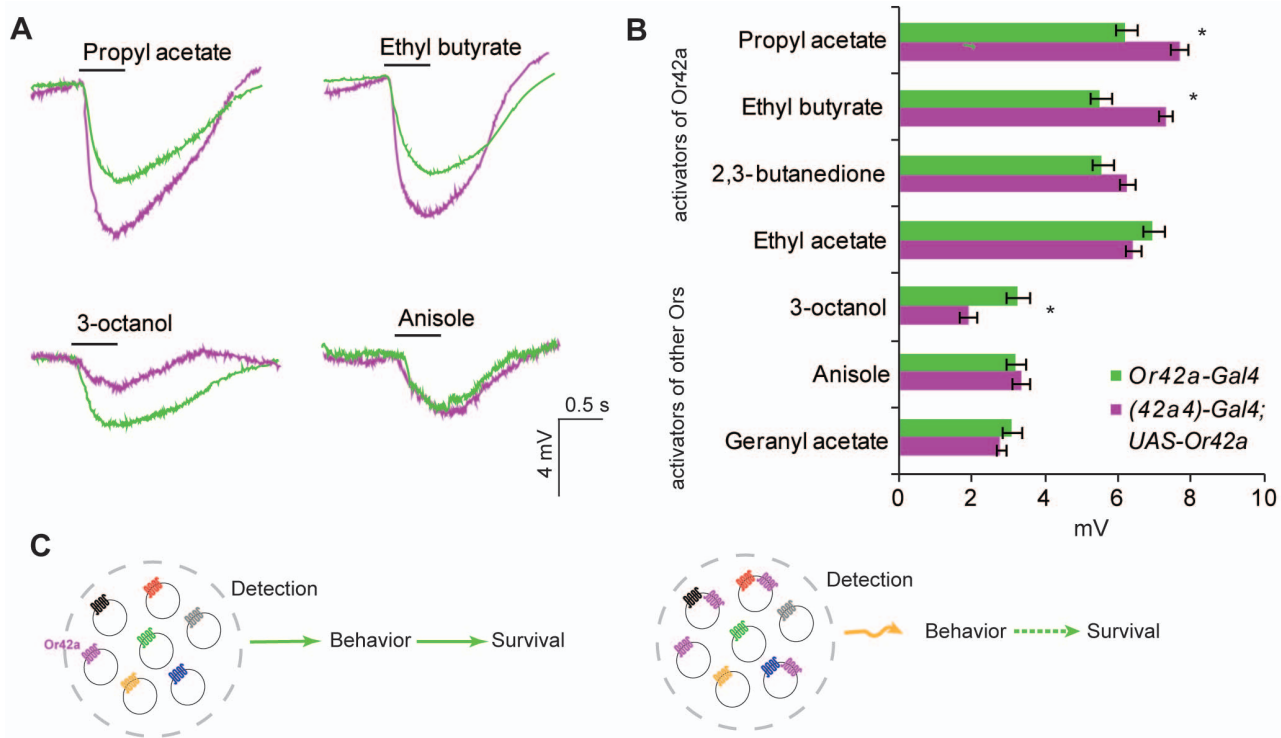 A
Propyl acetate
Ethyl butyrate
3-octanol
Anisole
0.5 s
4 mV
B
activators of Or42a
activators of other Ors
Propyl acetate
*
Ethyl butyrate
*
2,3-butanedione
Ethyl acetate
3-octanol
*
Anisole
Geranyl acetate
Or42a-Gal4
(42a4)-Gal4;
UAS-Or42a
0 2 4 6 8 10
mV
C
Detection
Or42a
Behavior
Survival
Detection
Behavior
Survival